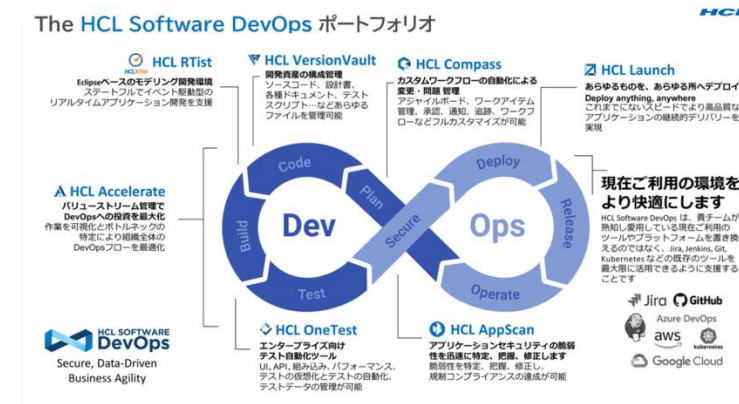 The HCL Software DevOps ポートフォリオ
HCL
HCL RTist
Eclipseベースのモデリング開発環境
ステートフルでイベント駆動型の
リアルタイムアプリケーション開発を支援
HCL VersionVault
開発資産の構成管理
ソースコード、設計書、
各種ドキュメント、テスト
スクリプト…などあらゆる
ファイルを管理可能
HCL Compass
カスタムワークフローの自動化による
変更・問題 管理
アジャイルボード、ワークアイテム
管理、承認、通知、追跡、ワークフ
ローなどフルカスタマイズが可能
HCL Launch
あらゆるものを、あらゆる所へデプロイ
Deploy anything, anywhere
これまでにないスピードでより高品質な
アプリケーションの継続的デリバリーを
実現
HCL Accelerate
バリューストリーム管理で
DevOpsへの投資を最大化
作業を可視化とボトルネックの
特定により組織全体の
DevOpsフローを最適化
Code
Plan
Build
Test
Dev
Secure
Deploy
Release
Operate
Ops
現在ご利用の環境を
より快適にします
HCL Software DevOps は、貴チームが
熟知し愛用している現在ご利用の
ツールやプラットフォームを置き換
えるのではなく、Jira, Jenkins, Git,
Kubernetes などの既存のツールを
最大限に活用できるように支援する
ことです
Jira
GitHub
Azure DevOps
aws
kubernetes
Google Cloud
HCL SOFTWARE
DevOps
Secure, Data-Driven
Business Agility
HCL OneTest
エンタープライズ向け
テスト自動化ツール
UI, API, 組み込み、パフォーマンス、
テストの仮想化とテストの自動化、
テストデータの管理が可能
HCL AppScan
アプリケーションセキュリティの脆弱
性を迅速に特定、把握、修正します
脆弱性を特定、把握、修正し、
規制コンプライアンスの達成が可能